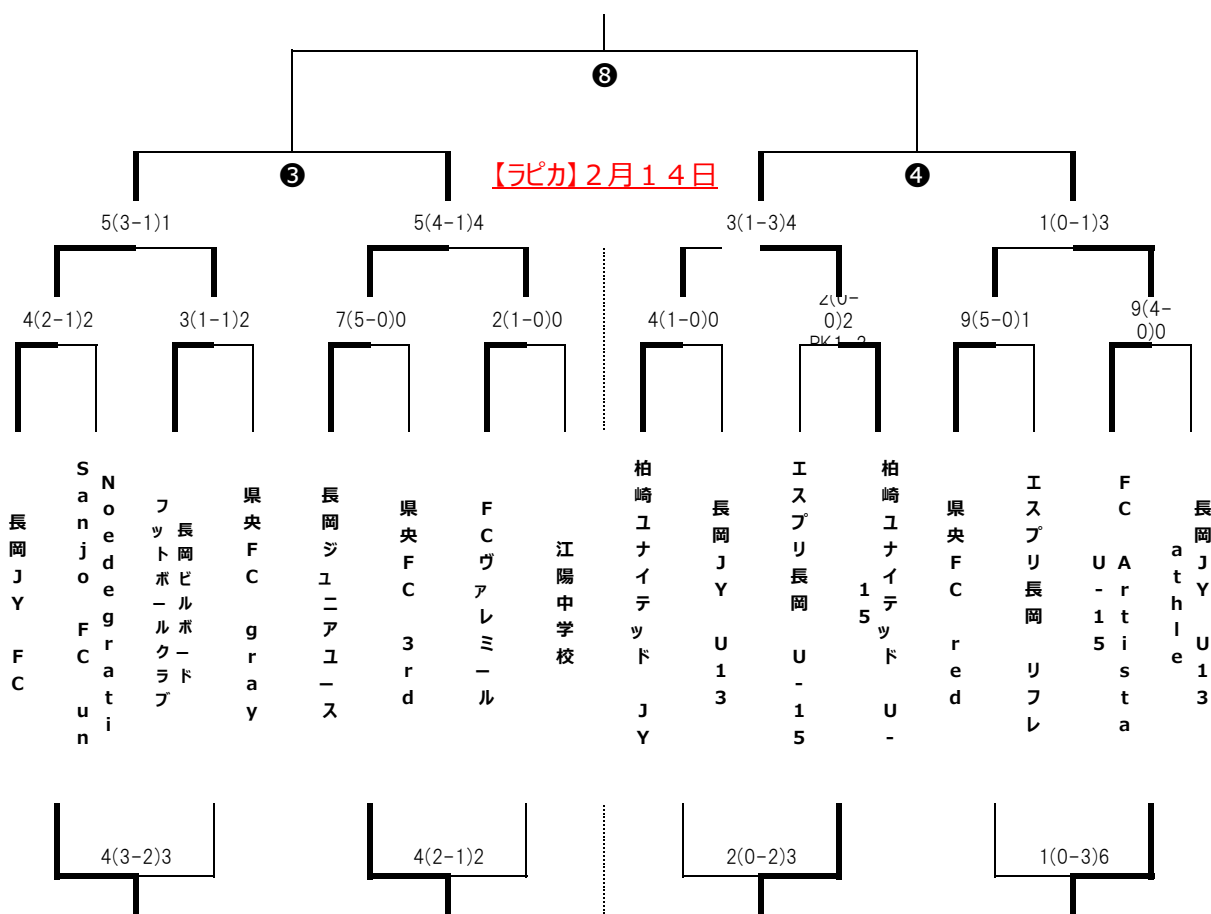 ❽
【ラピカ】２月１４日
❸
❹
5(3-1)1
5(4-1)4
3(1-3)4
1(0-1)3
4(2-1)2
3(1-1)2
7(5-0)0
2(1-0)0
4(1-0)0
2(0-
0)2
9(5-0)1
9(4-
0)0
長岡ＪＹ　ＦＣ
Sanjo FC un
Noedegrati
長岡ビルボード
フットボールクラブ
県央ＦＣ　gray
長岡ジュニアユース
県央ＦＣ　3rd
ＦＣヴァレミール
江陽中学校
柏崎ユナイテッド　ＪＹ
長岡ＪＹ　U13
エスプリ長岡　U-15
柏崎ユナイテッド　U-
15
県央ＦＣ　red
エスプリ長岡　リフレ
FC　Artista
U-15
長岡ＪＹ　U13
athle
4(3-2)3
4(2-1)2
2(0-2)3
1(0-3)6